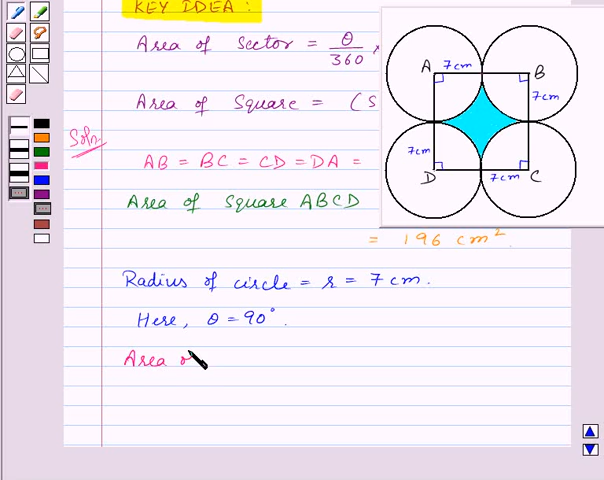 KEY IDEA :
Area of Sector = θ/360 ×
Area of Square = (S
Soln
AB = BC = CD = DA =
Area of Square ABCD
= 196 cm².
Radius of circle = r = 7 cm.
Here, θ = 90°.
Area o
A 7cm B
7cm
7cm
D 7cm C